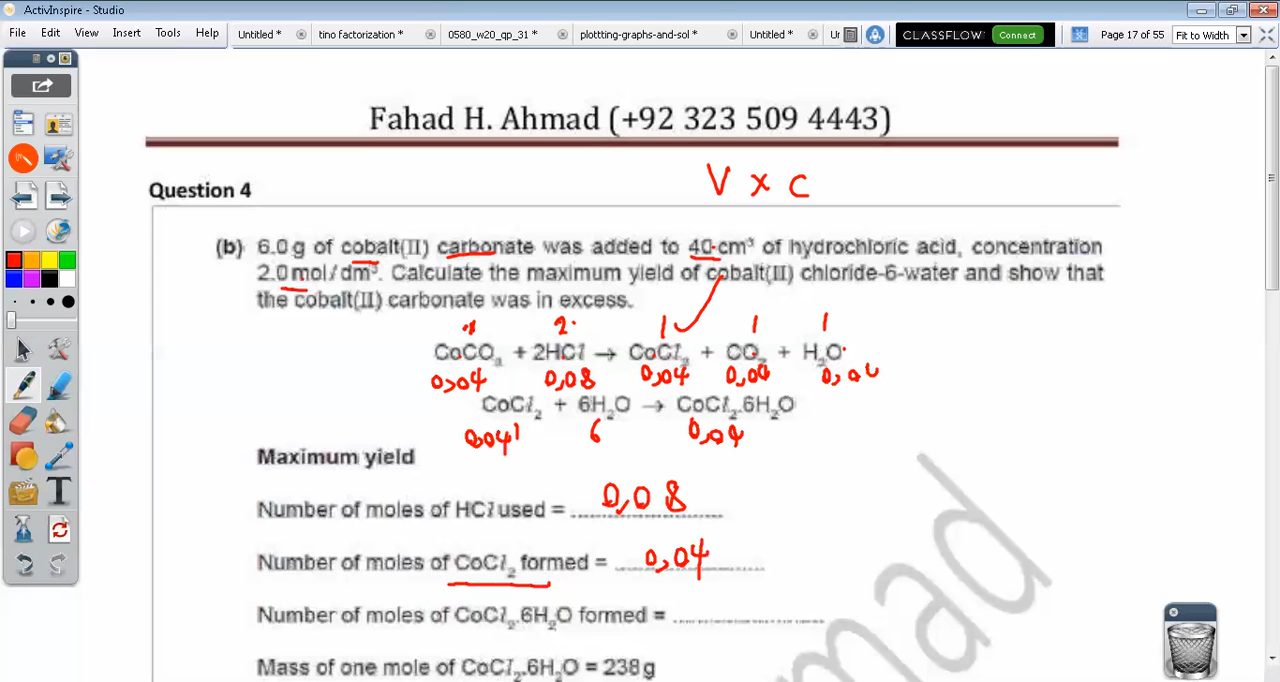 ActivInspire - Studio
File Edit View Insert Tools Help
Untitled * tino factirization * 0580_w20_qp_31 * plottting-graphs-and-sol * Untitled * Ur CLASSFLOW Connect Page 17 of 55 Fit to Width
Fahad H. Ahmad (+92 323 509 4443)
V x C
Question 4
(b) 6.0 g of cobalt(II) carbonate was added to 40 cm³ of hydrochloric acid, concentration
2.0 mol/dm³. Calculate the maximum yield of cobalt(II) chloride-6-water and show that
the cobalt(II) carbonate was in excess.
1 2 1 1 1
CoCO₃ + 2HCl → CoCl₂ + CO₂ + H₂O
0,04 0,08 0,04 0,04 0,04
CoCl₂ + 6H₂O → CoCl₂.6H₂O
0,04 6 0,04
Maximum yield
Number of moles of HCl used = 0,08
Number of moles of CoCl₂ formed = 0,04
Number of moles of CoCl₂.6H₂O formed =
Mass of one mole of CoCl₂.6H₂O = 238 g
mad
T